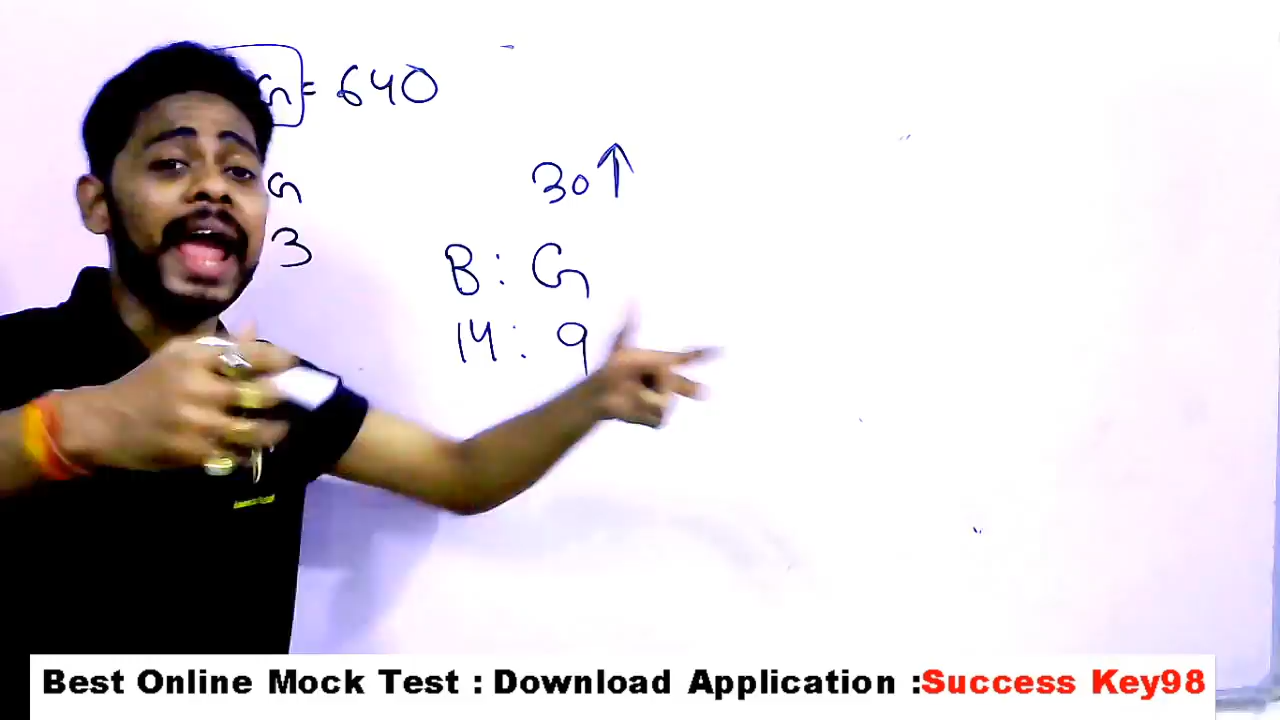 G = 640
30↑
G
B : G
3
14 : 9
Best Online Mock Test : Download Application :Success Key98